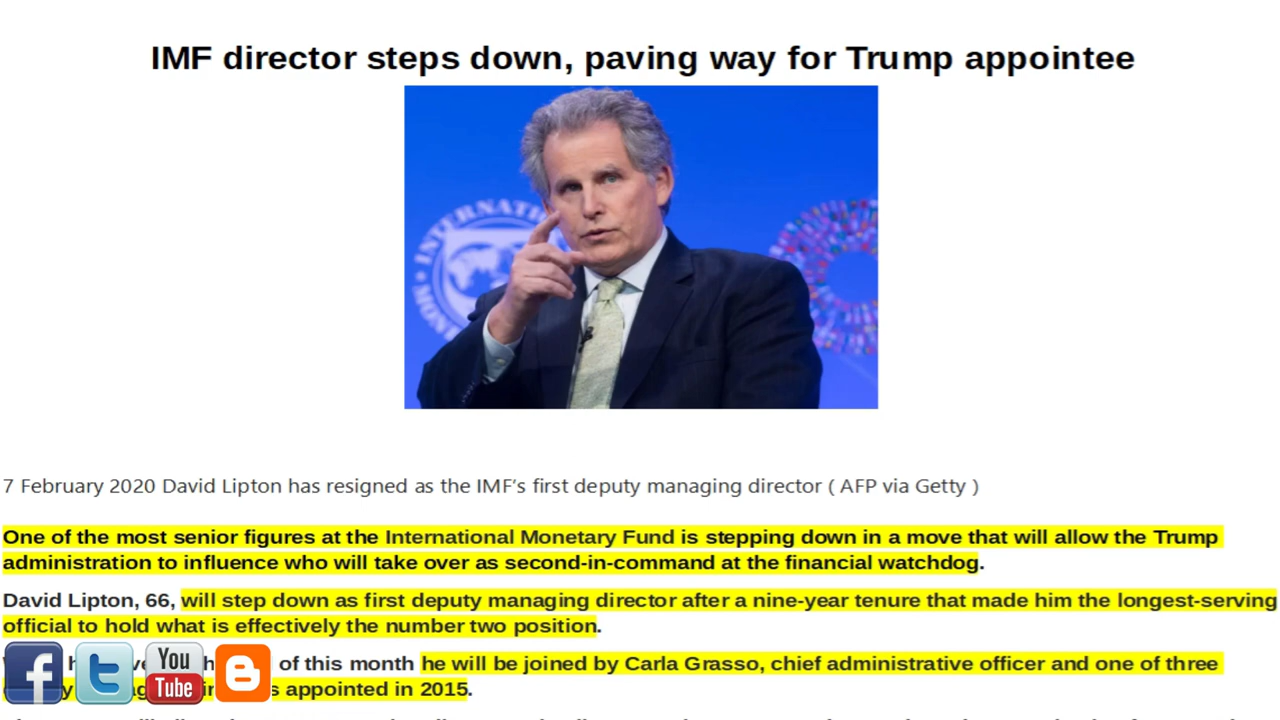 IMF director steps down, paving way for Trump appointee
INTERNATI
MON
7 February 2020 David Lipton has resigned as the IMF's first deputy managing director ( AFP via Getty )
One of the most senior figures at the International Monetary Fund is stepping down in a move that will allow the Trump
administration to influence who will take over as second-in-command at the financial watchdog.
David Lipton, 66, will step down as first deputy managing director after a nine-year tenure that made him the longest-serving
official to hold what is effectively the number two position.
of this month he will be joined by Carla Grasso, chief administrative officer and one of three
appointed in 2015.
f
t
You
Tube
B